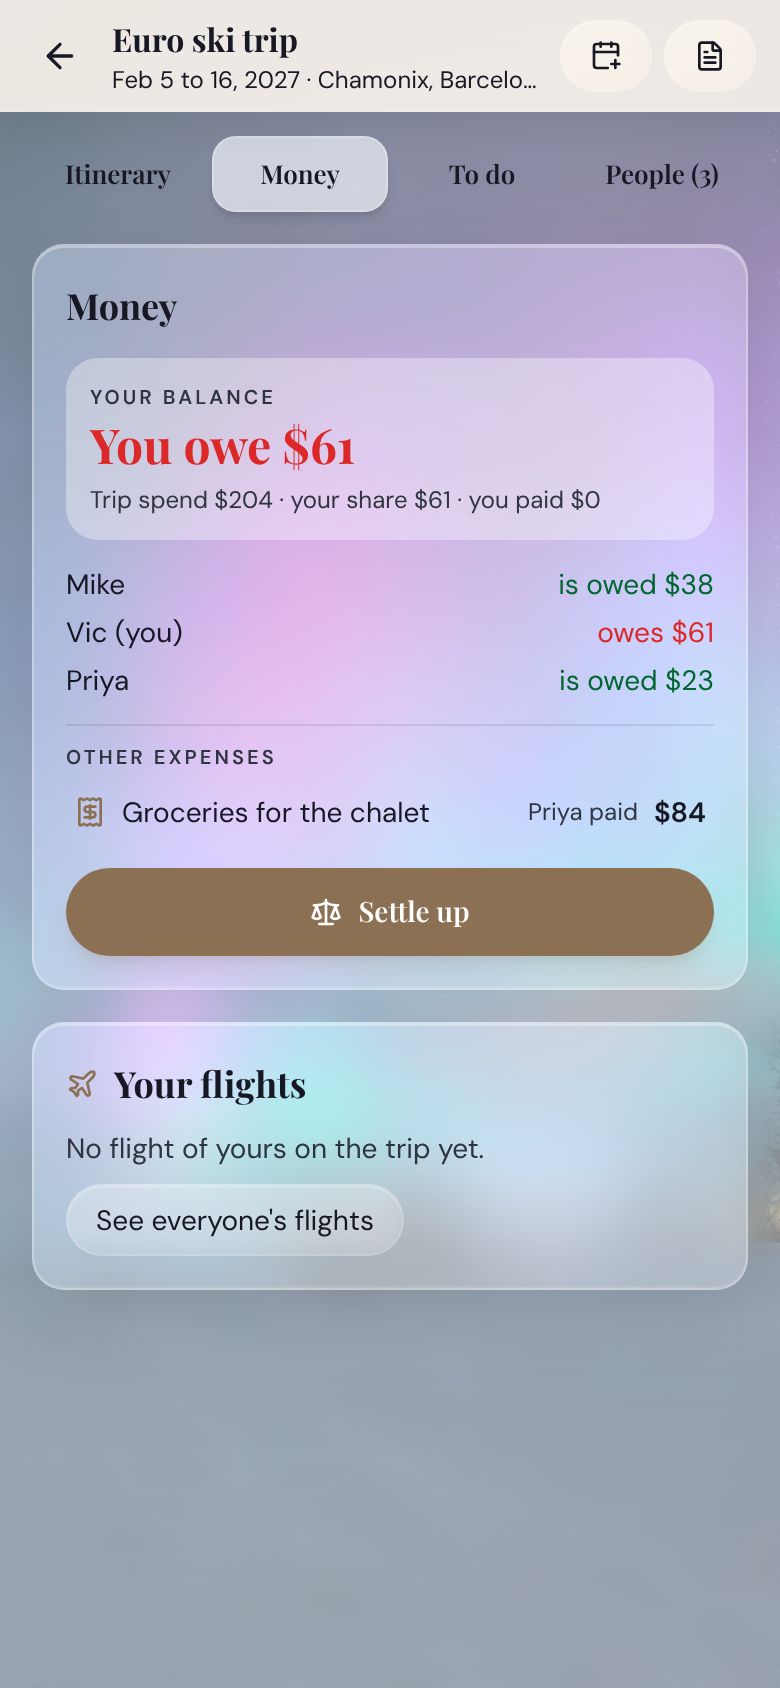 Euro ski trip
Feb 5 to 16, 2027 · Chamonix, Barcelo...
Itinerary Money To do People (3)
Money
YOUR BALANCE
You owe $61
Trip spend $204 · your share $61 · you paid $0
Mike is owed $38
Vic (you) owes $61
Priya is owed $23
OTHER EXPENSES
Groceries for the chalet Priya paid $84
Settle up
Your flights
No flight of yours on the trip yet.
See everyone's flights